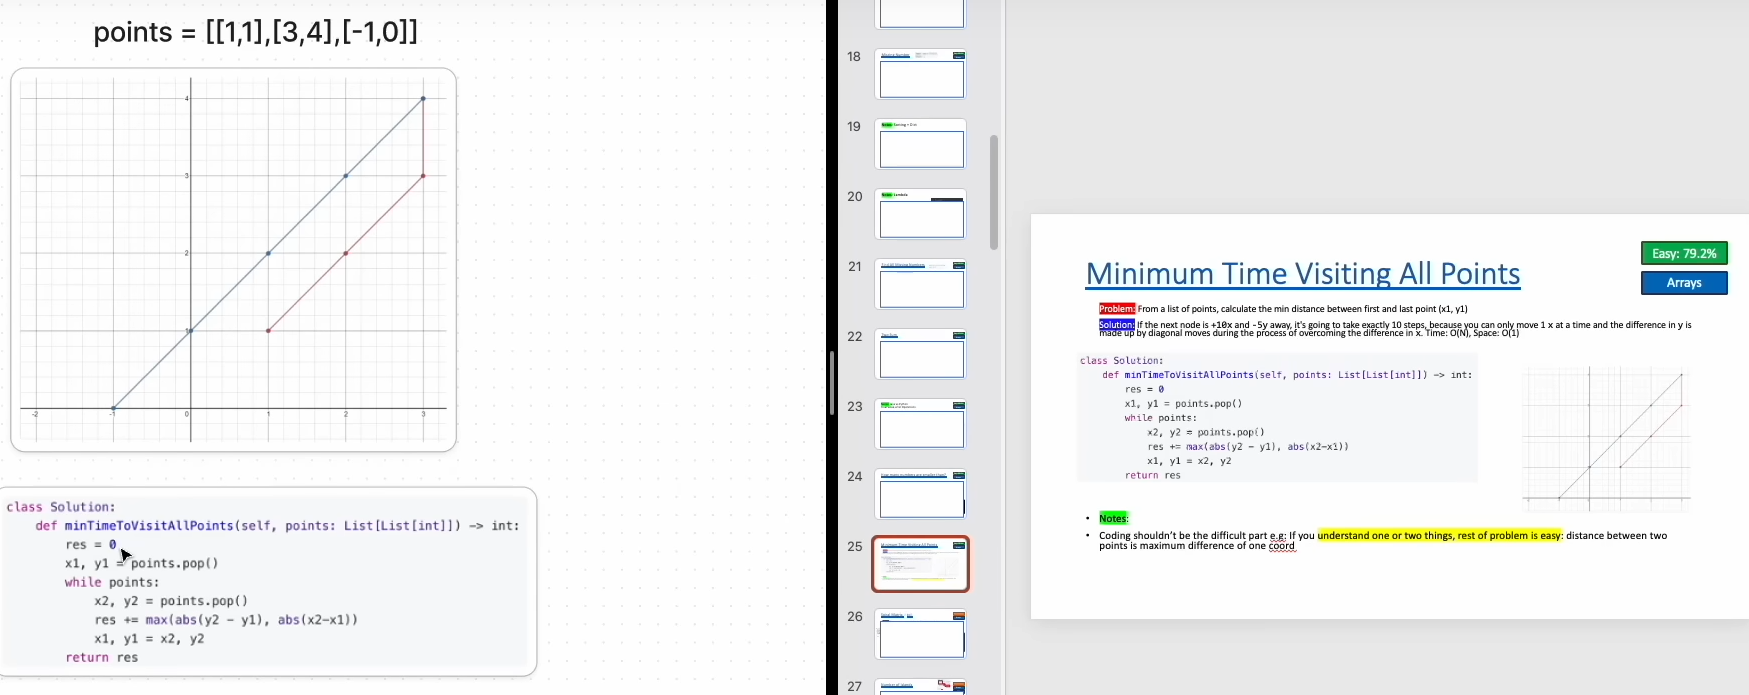 points = [[1,1],[3,4],[-1,0]]
4
3
2
1
-2
-1
0
1
2
3
class Solution:
def minTimeToVisitAllPoints(self, points: List[List[int]]) -> int:
res = 0
x1, y1 = points.pop()
while points:
x2, y2 = points.pop()
res += max(abs(y2 - y1), abs(x2-x1))
x1, y1 = x2, y2
return res
18
19
20
21
22
23
24
25
26
27
Easy: 79.2%
Arrays
Minimum Time Visiting All Points
Problem: From a list of points, calculate the min distance between first and last point (x1, y1)
Solution: If the next node is +10x and -5y away, it's going to take exactly 10 steps, because you can only move 1 x at a time and the difference in y is
made up by diagonal moves during the process of overcoming the difference in x. Time: O(N), Space: O(1)
class Solution:
def minTimeToVisitAllPoints(self, points: List[List[int]]) -> int:
res = 0
x1, y1 = points.pop()
while points:
x2, y2 = points.pop()
res += max(abs(y2 - y1), abs(x2-x1))
x1, y1 = x2, y2
return res
• Notes:
• Coding shouldn't be the difficult part e.g: If you understand one or two things, rest of problem is easy: distance between two
points is maximum difference of one coord